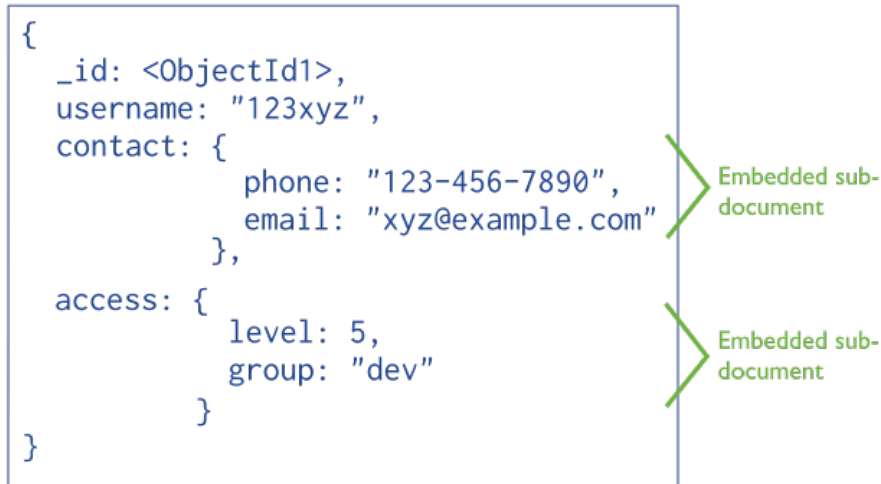 {
_id: <ObjectId1>,
username: "123xyz",
contact: {
phone: "123-456-7890",
email: "xyz@example.com"
},
access: {
level: 5,
group: "dev"
}
}
Embedded sub-
document
Embedded sub-
document